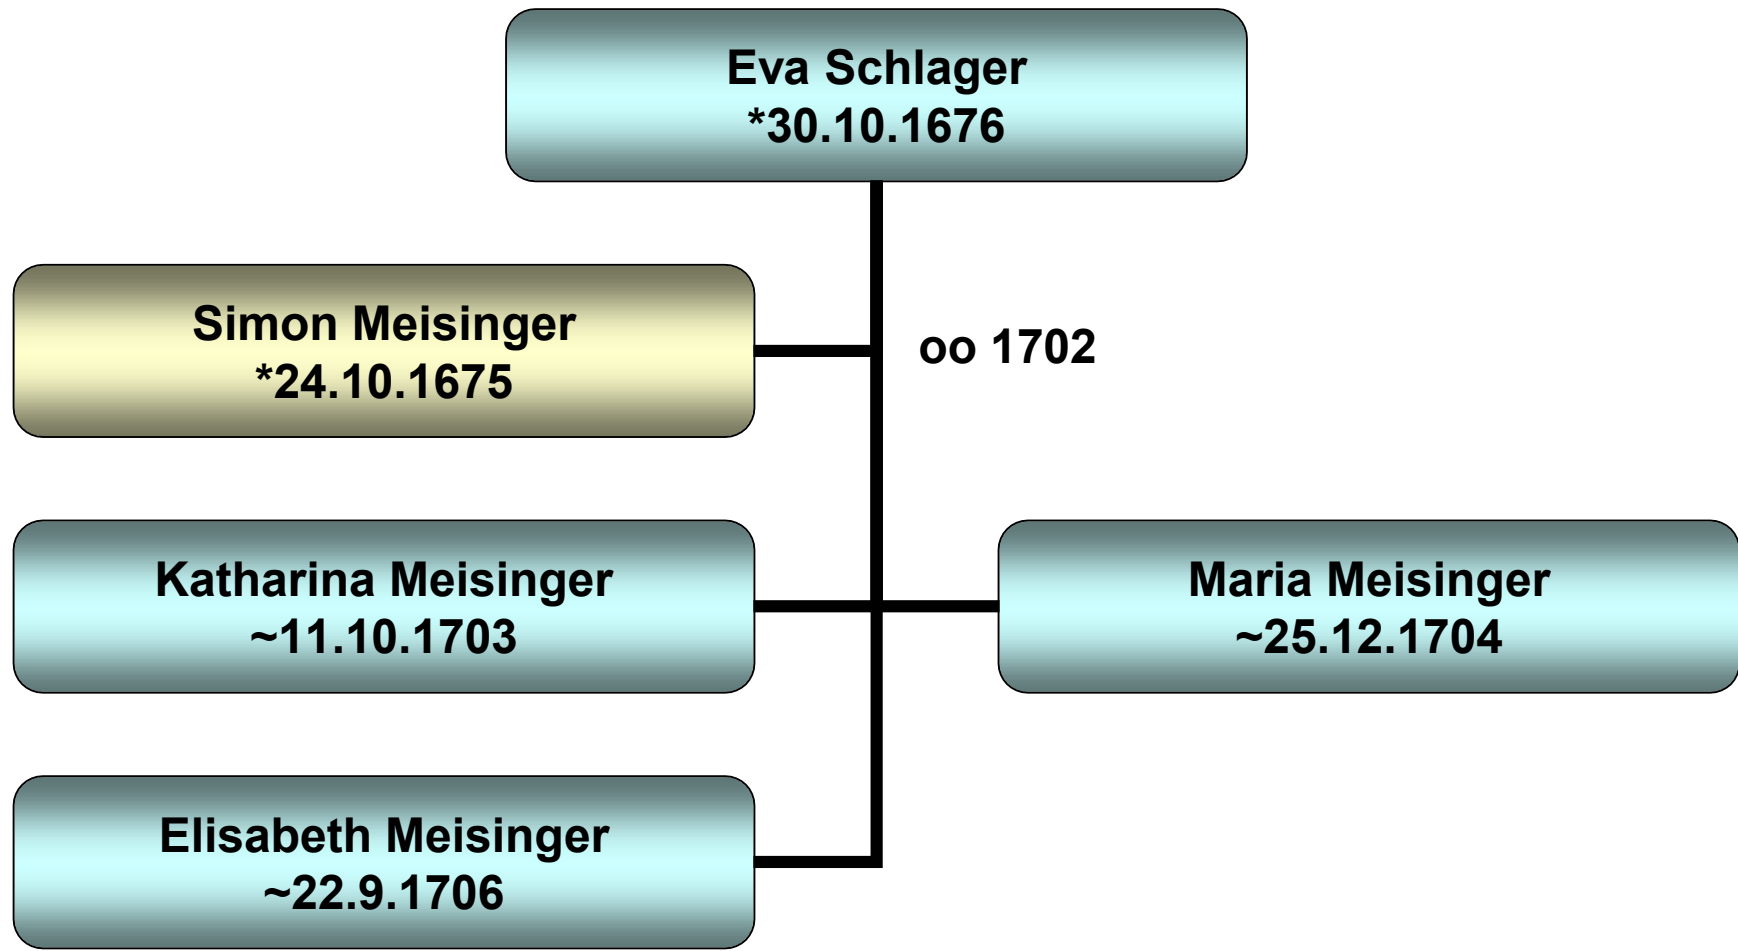 Eva Schlager
*30.10.1676
Simon Meisinger
*24.10.1675
oo 1702
Katharina Meisinger
~11.10.1703
Maria Meisinger
~25.12.1704
Elisabeth Meisinger
~22.9.1706